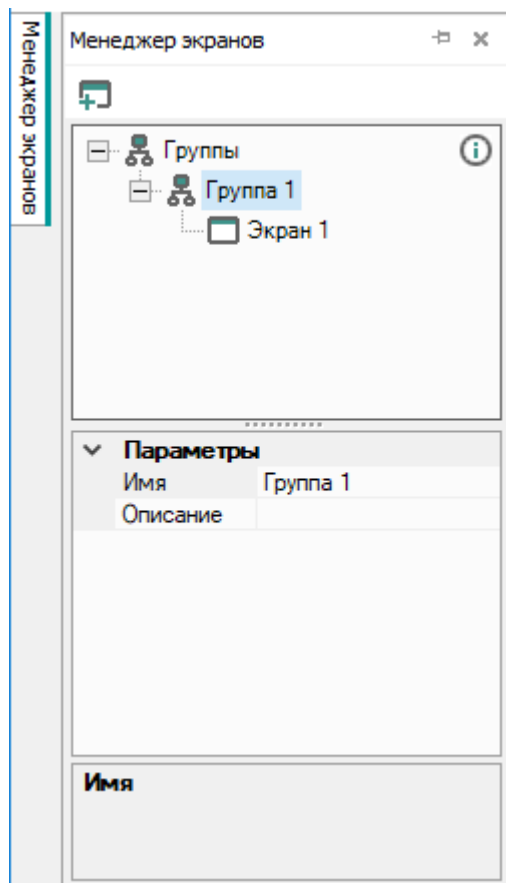 Менеджер экранов
Менеджер экранов
Группы
Группа 1
Экран 1
Параметры
Имя Группа 1
Описание
Имя